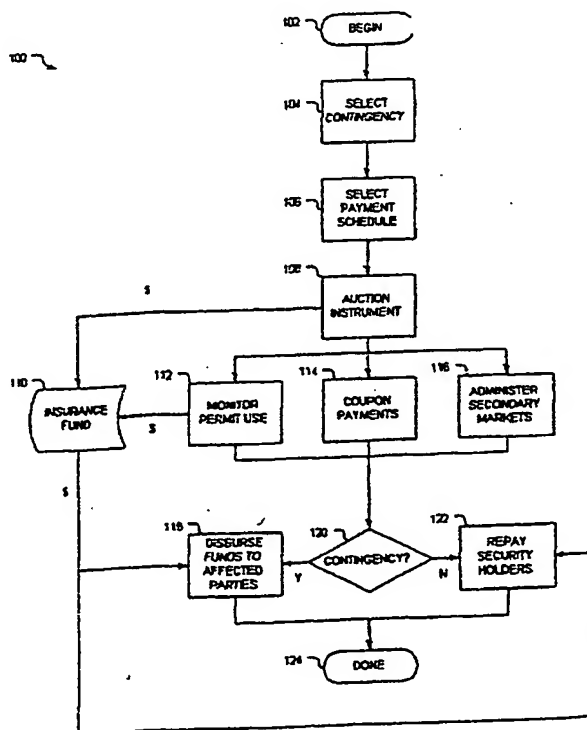 102
BEGIN
100
104
SELECT
CONTINGENCY
106
SELECT
PAYMENT
SCHEDULE
108
AUCTION
INSTRUMENT
$
110
INSURANCE
FUND
112
MONITOR
PERMIT USE
$
114
COUPON
PAYMENTS
116
ADMINISTER
SECONDARY
MARKETS
$
118
DISBURSE
FUNDS TO
AFFECTED
PARTIES
120
CONTINGENCY?
Y
N
122
REPAY
SECURITY
HOLDERS
124
DONE